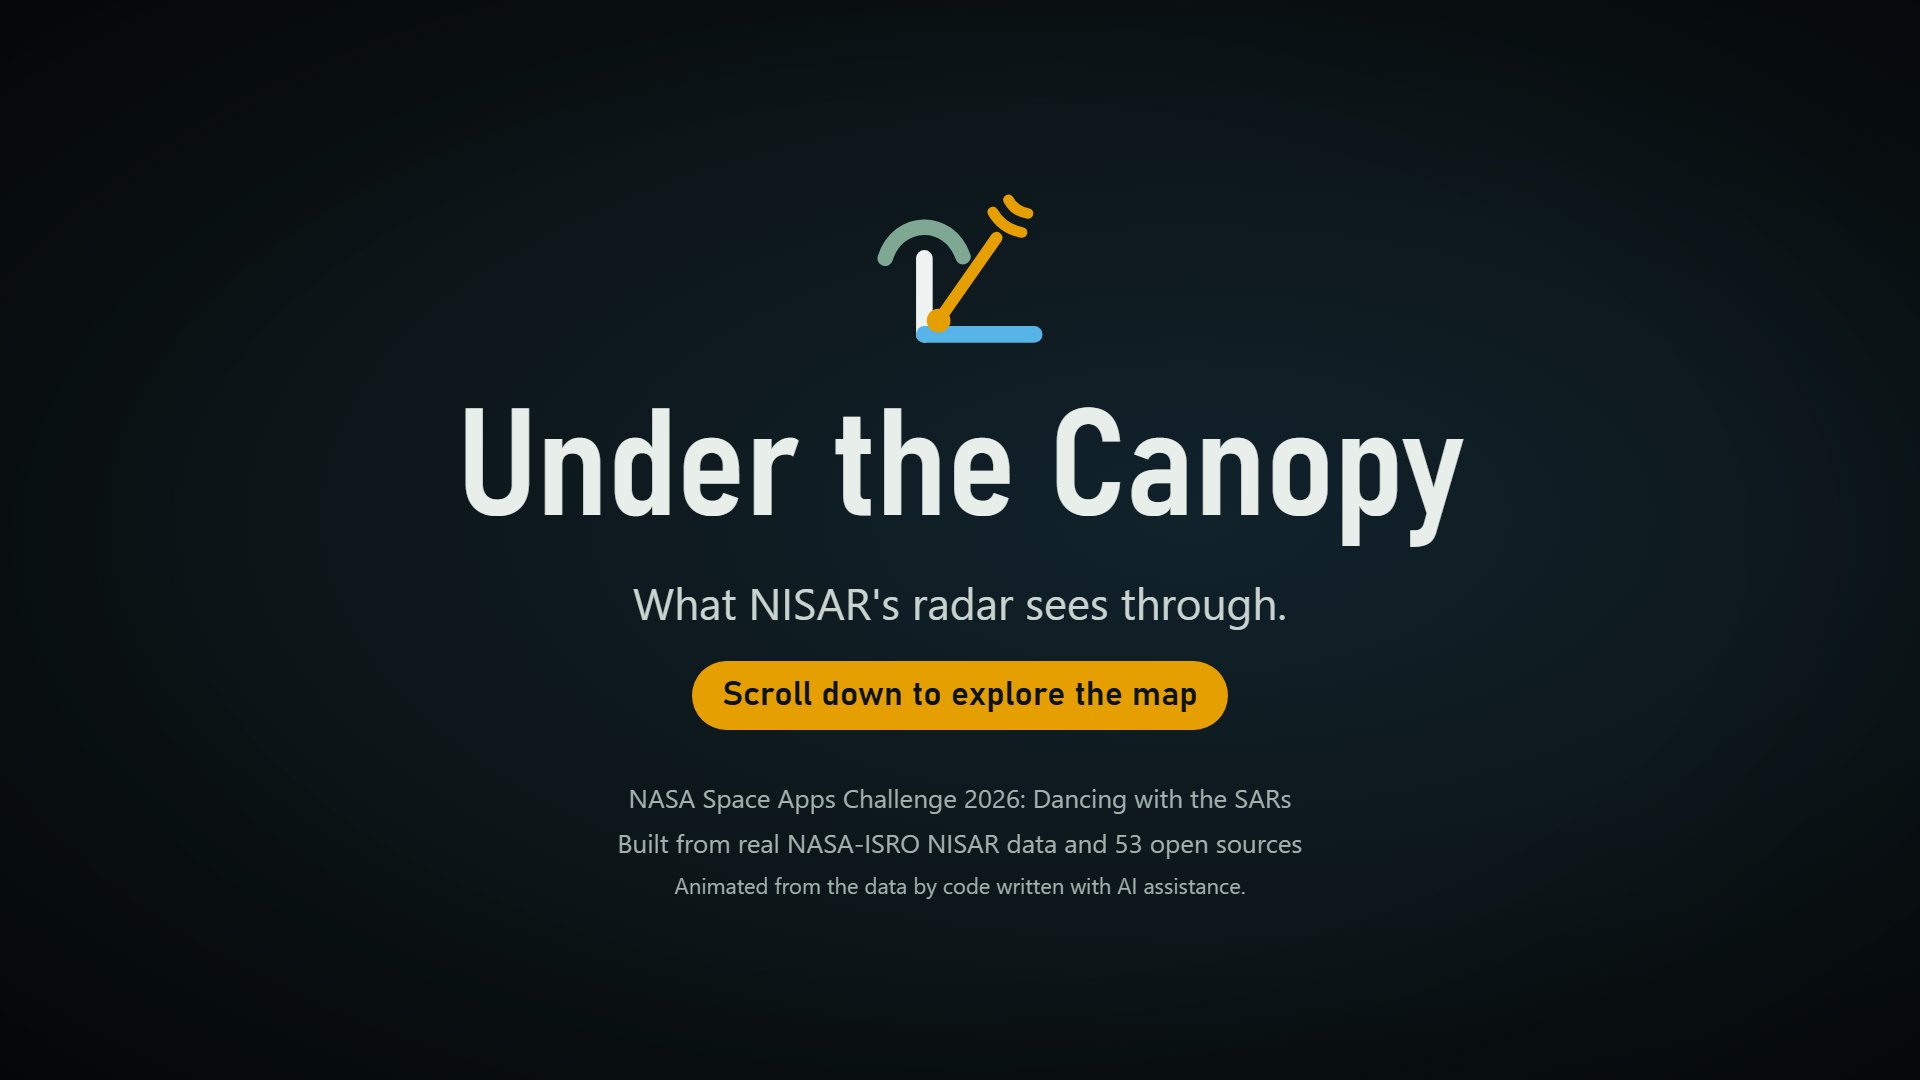 Under the Canopy
What NISAR's radar sees through.
Scroll down to explore the map
NASA Space Apps Challenge 2026: Dancing with the SARs
Built from real NASA-ISRO NISAR data and 53 open sources
Animated from the data by code written with AI assistance.